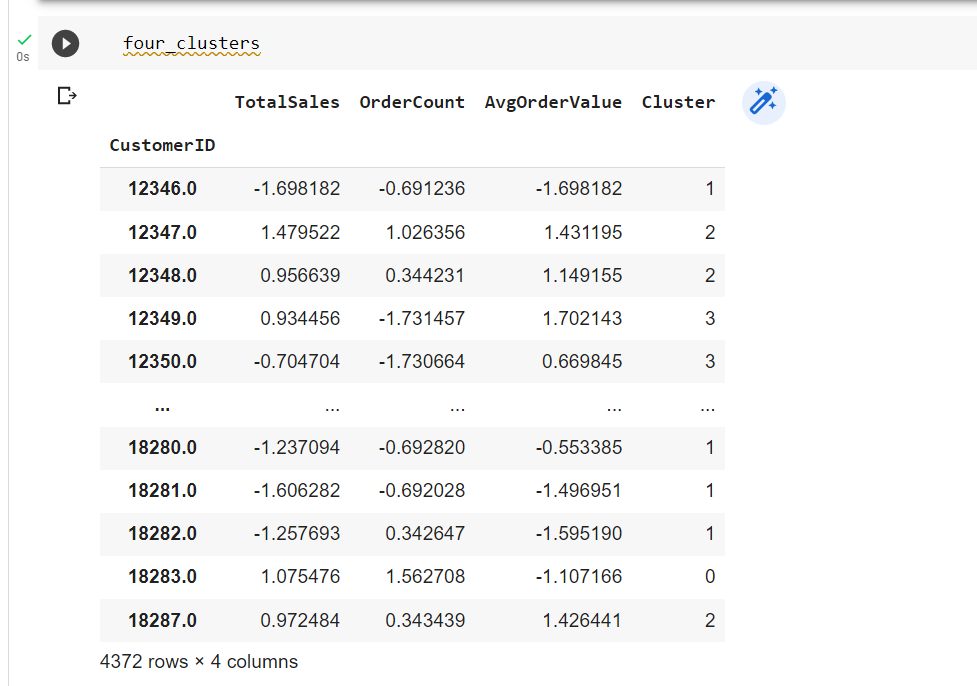 four_clusters
0s
TotalSales OrderCount AvgOrderValue Cluster
CustomerID
12346.0 -1.698182 -0.691236 -1.698182 1
12347.0 1.479522 1.026356 1.431195 2
12348.0 0.956639 0.344231 1.149155 2
12349.0 0.934456 -1.731457 1.702143 3
12350.0 -0.704704 -1.730664 0.669845 3
... ... ... ... ...
18280.0 -1.237094 -0.692820 -0.553385 1
18281.0 -1.606282 -0.692028 -1.496951 1
18282.0 -1.257693 0.342647 -1.595190 1
18283.0 1.075476 1.562708 -1.107166 0
18287.0 0.972484 0.343439 1.426441 2
4372 rows × 4 columns